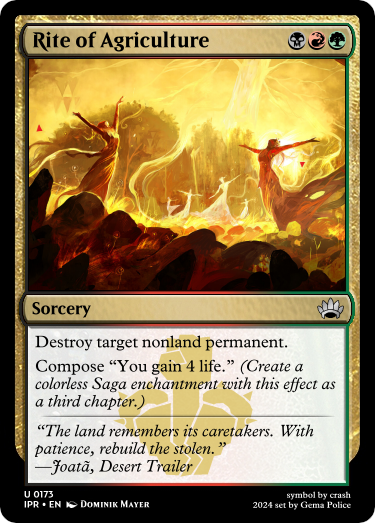 Rite of Agriculture
Sorcery
Destroy target nonland permanent.
Compose “You gain 4 life.” (Create a
colorless Saga enchantment with this effect as
a third chapter.)
“The land remembers its caretakers. With
patience, rebuild the stolen.”
—Joatã, Desert Trailer
U 0173
IPR • EN Dominik Mayer
symbol by crash
2024 set by Gema Police